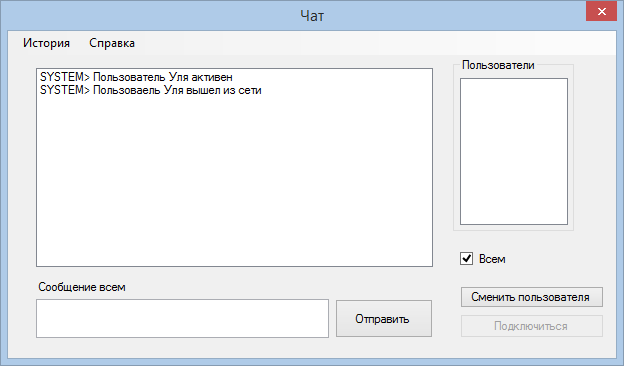 Чат
История Справка
SYSTEM> Пользователь Уля активен
SYSTEM> Пользоваель Уля вышел из сети
Пользователи
Всем
Сообщение всем
Отправить
Сменить пользователя
Подключиться